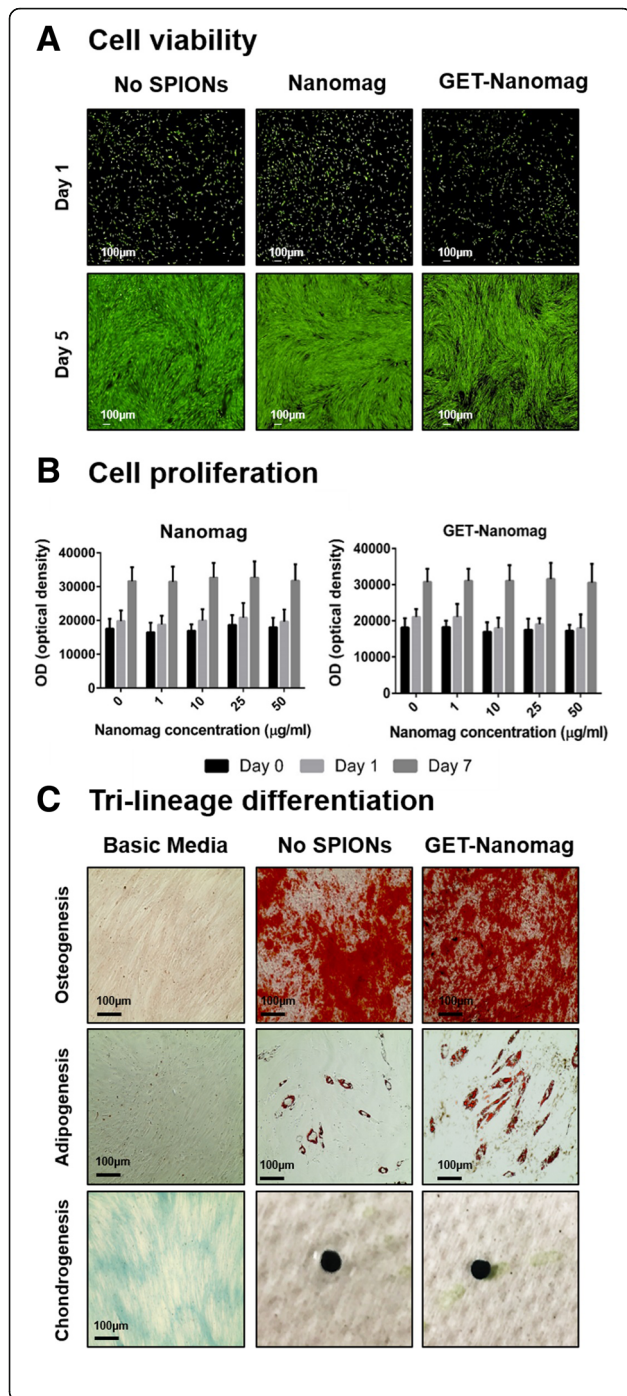 A Cell viability
No SPIONs Nanomag GET-Nanomag
Day 1
100µm 100µm 100µm
Day 5
100µm 100µm 100µm
B Cell proliferation
Nanomag
OD (optical density)
40000
30000
20000
10000
0
0 1 10 25 50
Nanomag concentration (µg/ml)
GET-Nanomag
OD (optical density)
40000
30000
20000
10000
0
0 1 10 25 50
Nanomag concentration (µg/ml)
Day 0 Day 1 Day 7
C Tri-lineage differentiation
Basic Media No SPIONs GET-Nanomag
Osteogenesis
100µm 100µm 100µm
Adipogenesis
100µm 100µm 100µm
Chondrogenesis
100µm